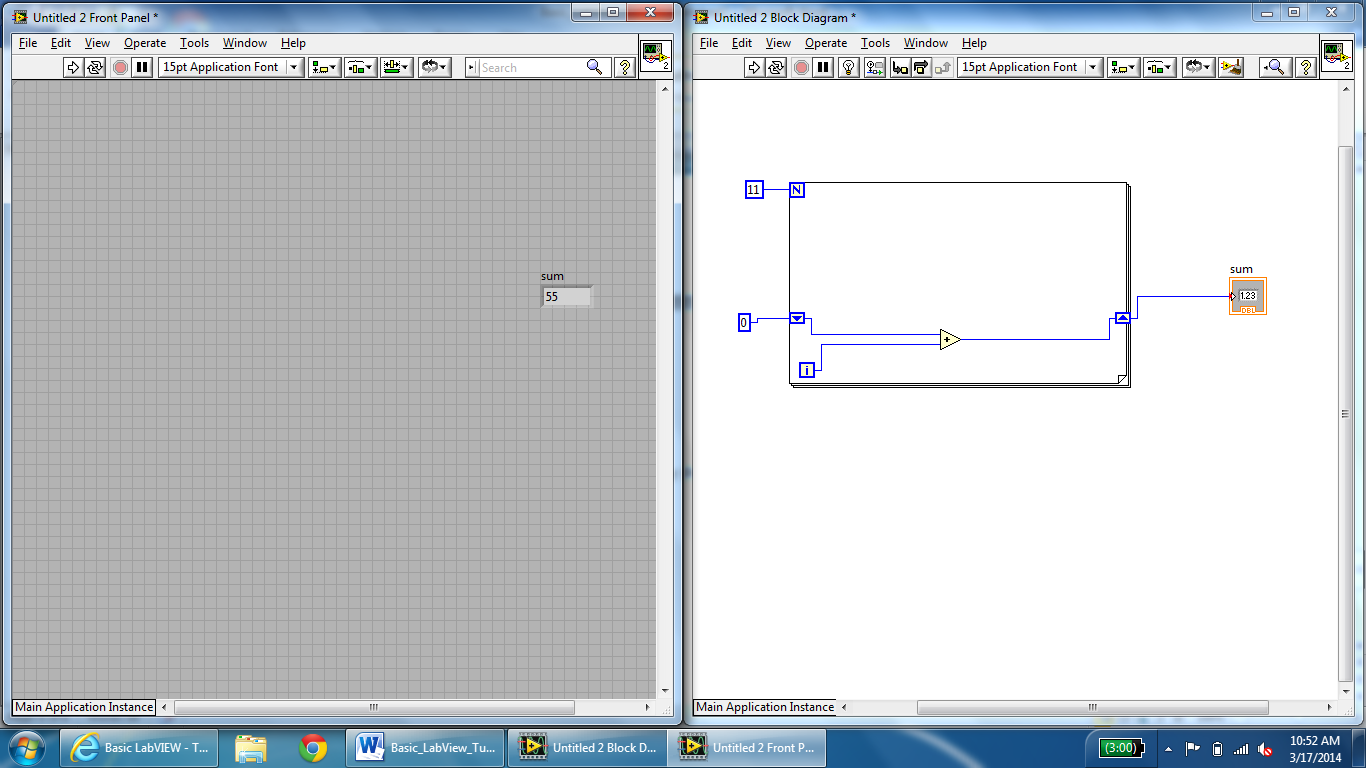 Untitled 2 Front Panel *
File Edit View Operate Tools Window Help
15pt Application Font
Search
?
2
sum
55
Main Application Instance
Untitled 2 Block Diagram *
File Edit View Operate Tools Window Help
15pt Application Font
?
2
11 N
sum
1.23
DBL
0
+
i
Main Application Instance
Basic LabVIEW - T...
Basic_LabView_Tu...
Untitled 2 Block D...
Untitled 2 Front P...
(3:00)
10:52 AM
3/17/2014